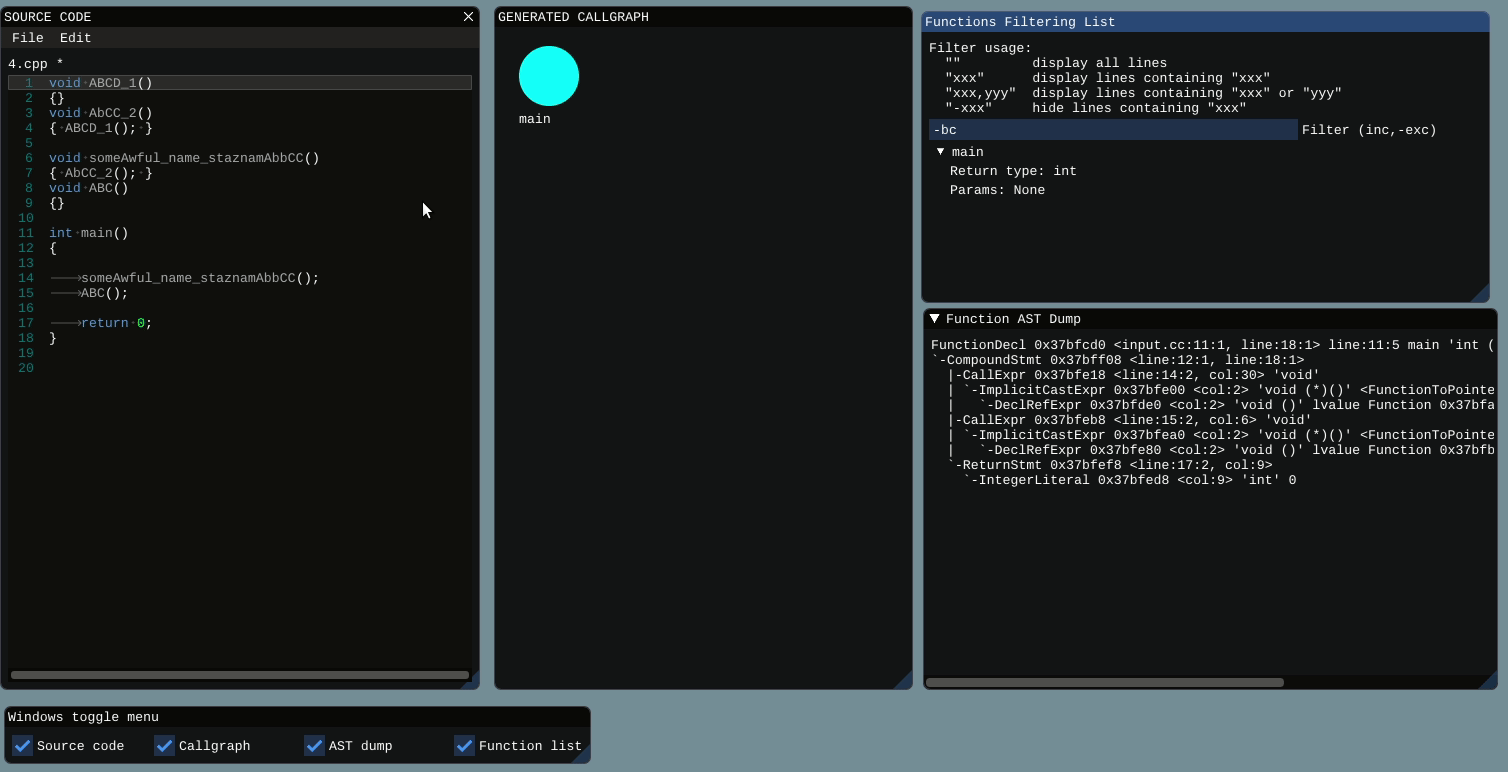 SOURCE CODE
File Edit
4.cpp *
1 void ABCD_1()
2 {}
3 void AbCC_2()
4 { ABCD_1(); }
5
6 void someAwful_name_staznamAbbCC()
7 { AbCC_2(); }
8 void ABC()
9 {}
10
11 int main()
12 {
13
14 someAwful_name_staznamAbbCC();
15 ABC();
16
17 return 0;
18 }
19
20
GENERATED CALLGRAPH
main
Functions Filtering List
Filter usage:
"" display all lines
"xxx" display lines containing "xxx"
"xxx,yyy" display lines containing "xxx" or "yyy"
"-xxx" hide lines containing "xxx"
-bc Filter (inc,-exc)
▼ main
Return type: int
Params: None
▼ Function AST Dump
FunctionDecl 0x37bfcd0 <input.cc:11:1, line:18:1> line:11:5 main 'int (
`-CompoundStmt 0x37bff08 <line:12:1, line:18:1>
|-CallExpr 0x37bfe18 <line:14:2, col:30> 'void'
| `-ImplicitCastExpr 0x37bfe00 <col:2> 'void (*)()' <FunctionToPointe
| `-DeclRefExpr 0x37bfde0 <col:2> 'void ()' lvalue Function 0x37bfa
|-CallExpr 0x37bfeb8 <line:15:2, col:6> 'void'
| `-ImplicitCastExpr 0x37bfea0 <col:2> 'void (*)()' <FunctionToPointe
| `-DeclRefExpr 0x37bfe80 <col:2> 'void ()' lvalue Function 0x37bfb
`-ReturnStmt 0x37bfef8 <line:17:2, col:9>
`-IntegerLiteral 0x37bfed8 <col:9> 'int' 0
Windows toggle menu
Source code Callgraph AST dump Function list